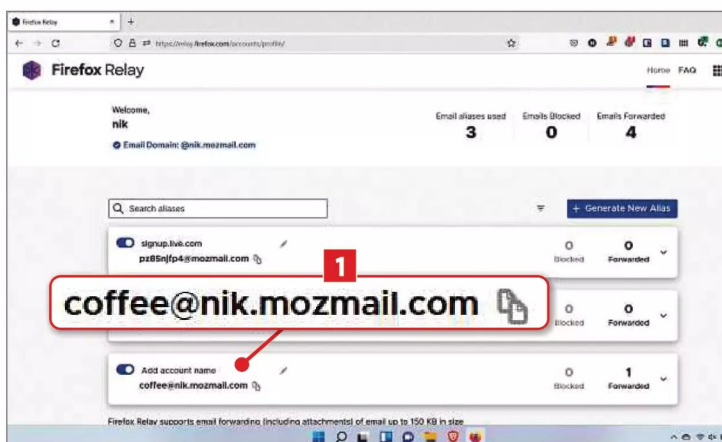 Firefox Relay
https://relay.firefox.com/accounts/profile/
Firefox Relay
Home FAQ
Welcome,
nik
Email Domain: @nik.mozmail.com
Email aliases used
3
Emails Blocked
0
Emails Forwarded
4
Search aliases
+ Generate New Alias
signup.live.com
pz85njfp4@mozmail.com
0
Blocked
0
Forwarded
1
coffee@nik.mozmail.com
0
Blocked
0
Forwarded
Add account name
coffee@nik.mozmail.com
0
Blocked
1
Forwarded
Firefox Relay supports email forwarding (including attachments) of email up to 150 KB in size